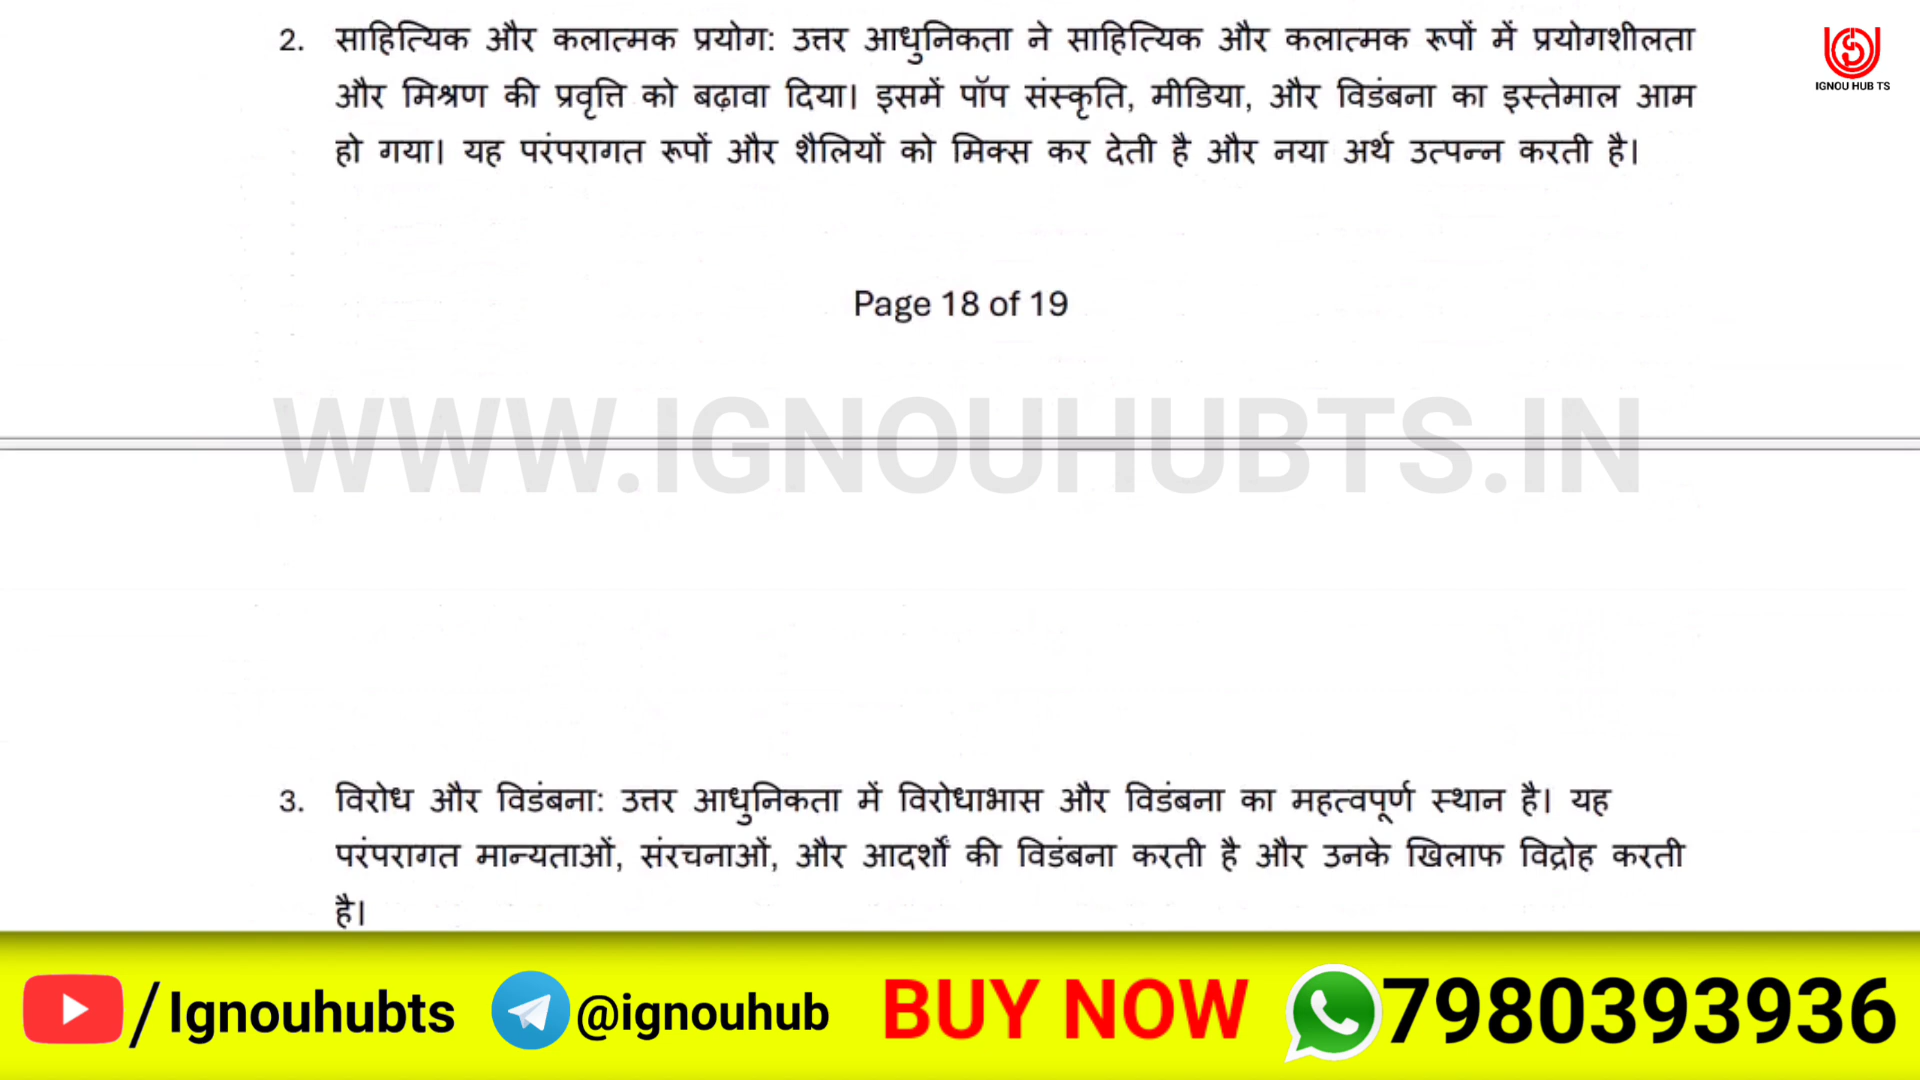 2. साहित्यिक और कलात्मक प्रयोग: उत्तर आधुनिकता ने साहित्यिक और कलात्मक रूपों में प्रयोगशीलता
और मिश्रण की प्रवृत्ति को बढ़ावा दिया। इसमें पॉप संस्कृति, मीडिया, और विडंबना का इस्तेमाल आम
हो गया। यह परंपरागत रूपों और शैलियों को मिक्स कर देती है और नया अर्थ उत्पन्न करती है।
IGNOU HUB TS
Page 18 of 19
WWW.IGNOUHUBTS.IN
3. विरोध और विडंबना: उत्तर आधुनिकता में विरोधाभास और विडंबना का महत्वपूर्ण स्थान है। यह
परंपरागत मान्यताओं, संरचनाओं, और आदर्शों की विडंबना करती है और उनके खिलाफ विद्रोह करती
है।
/Ignouhubts @ignouhub BUY NOW 7980393936